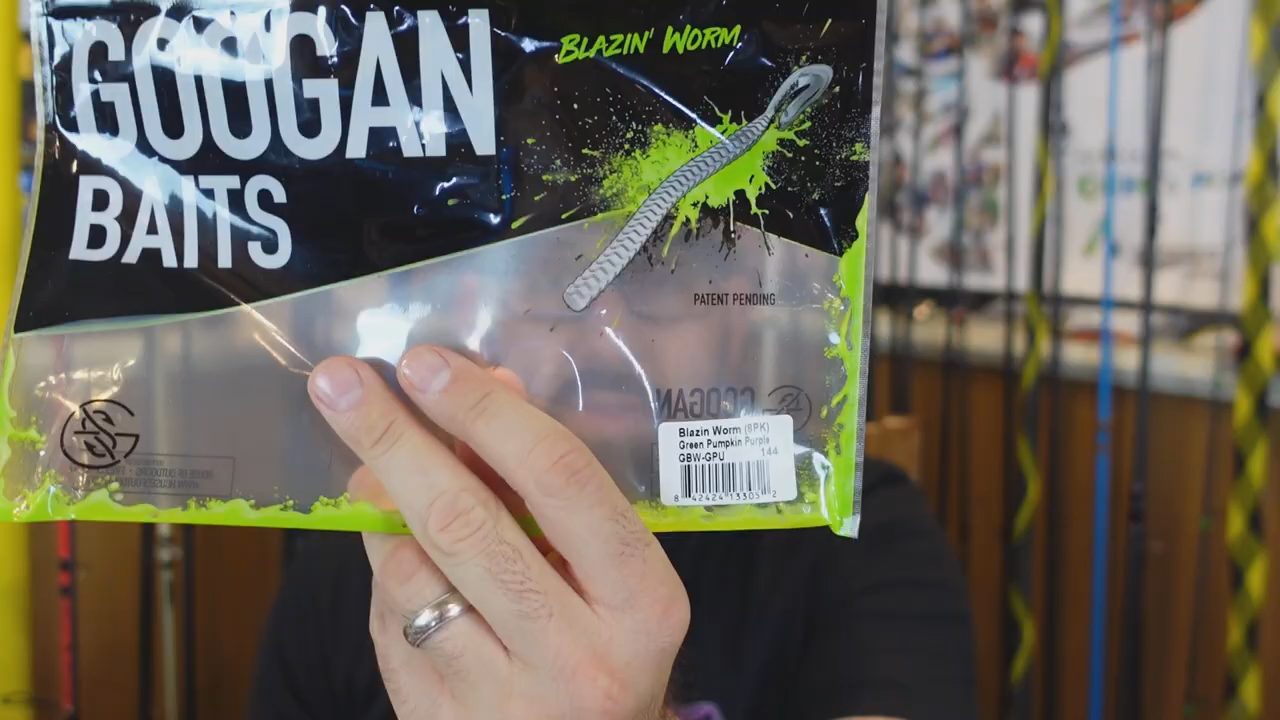 GOOGAN
BAITS
BLAZIN' WORM
PATENT PENDING
GOOGAN
Blazin Worm (8PK)
Green Pumpkin Purple
GBW-GPU 144
8 42424 13303 2